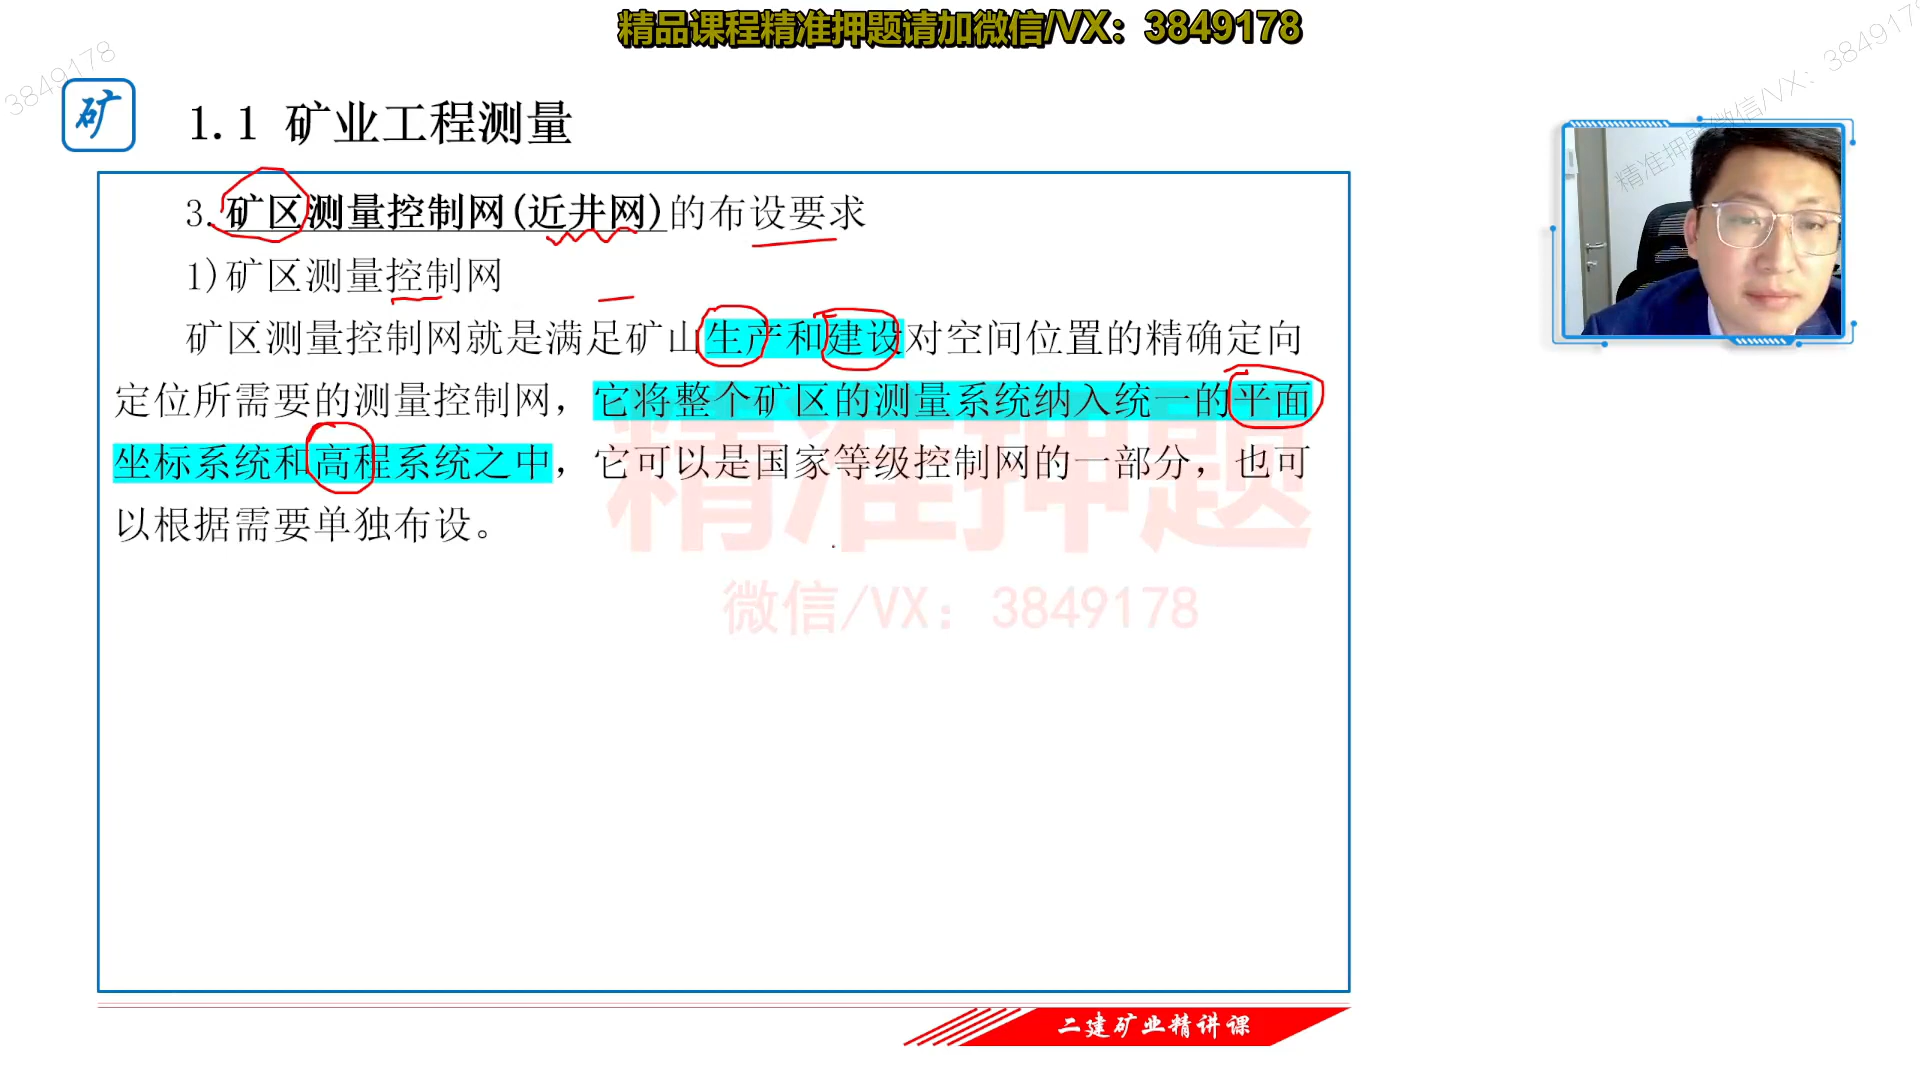 精品课程精准押题请加微信/VX：3849178
3849178
精准押题微信/VX：3849178
矿
1.1 矿业工程测量
3.矿区测量控制网(近井网)的布设要求
1)矿区测量控制网
矿区测量控制网就是满足矿山生产和建设对空间位置的精确定向
定位所需要的测量控制网，它将整个矿区的测量系统纳入统一的平面
坐标系统和高程系统之中，它可以是国家等级控制网的一部分，也可
以根据需要单独布设。
精准押题
微信/VX：3849178
二建矿业精讲课